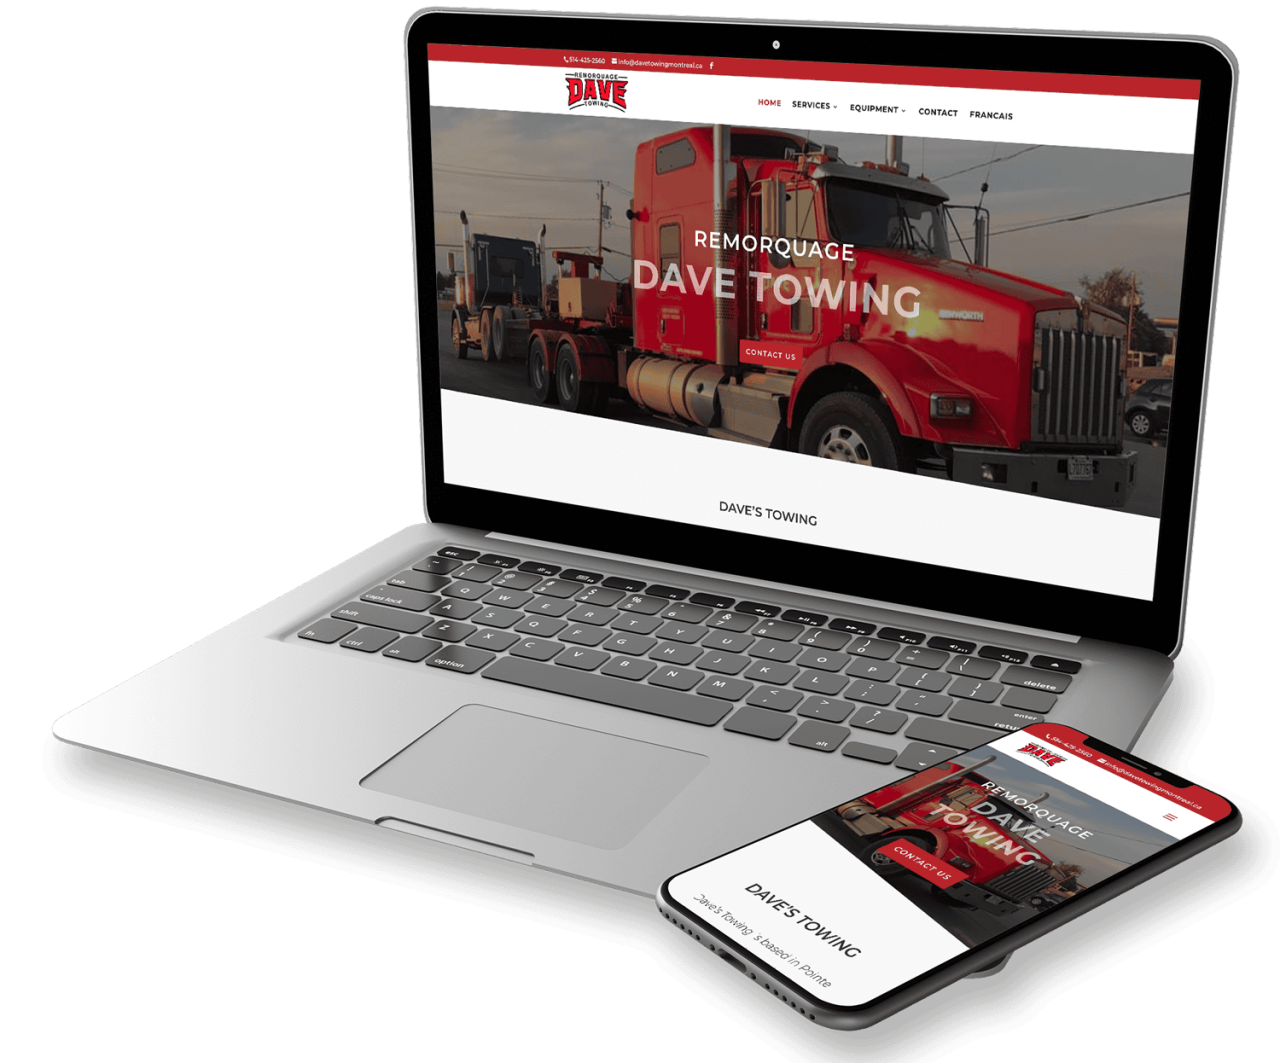 514-425-2560 info@davetowingmontreal.ca f
REMORQUAGE
DAVE
TOWING
HOME SERVICES EQUIPMENT CONTACT FRANCAIS
REMORQUAGE
DAVE TOWING
KENWORTH
CONTACT US
DAVE'S TOWING
esc
tab Q W E R T Y U I O P
caps lock A S D F G H J K L
shift Z X C V B N M
fn ctrl alt option
alt
delete
enter
return
514-425-2560 info@davetowingmontreal.ca
DAVE
REMORQUAGE
DAVE
TOWING
CONTACT US
DAVE'S TOWING
Dave's Towing 's based in Pointe